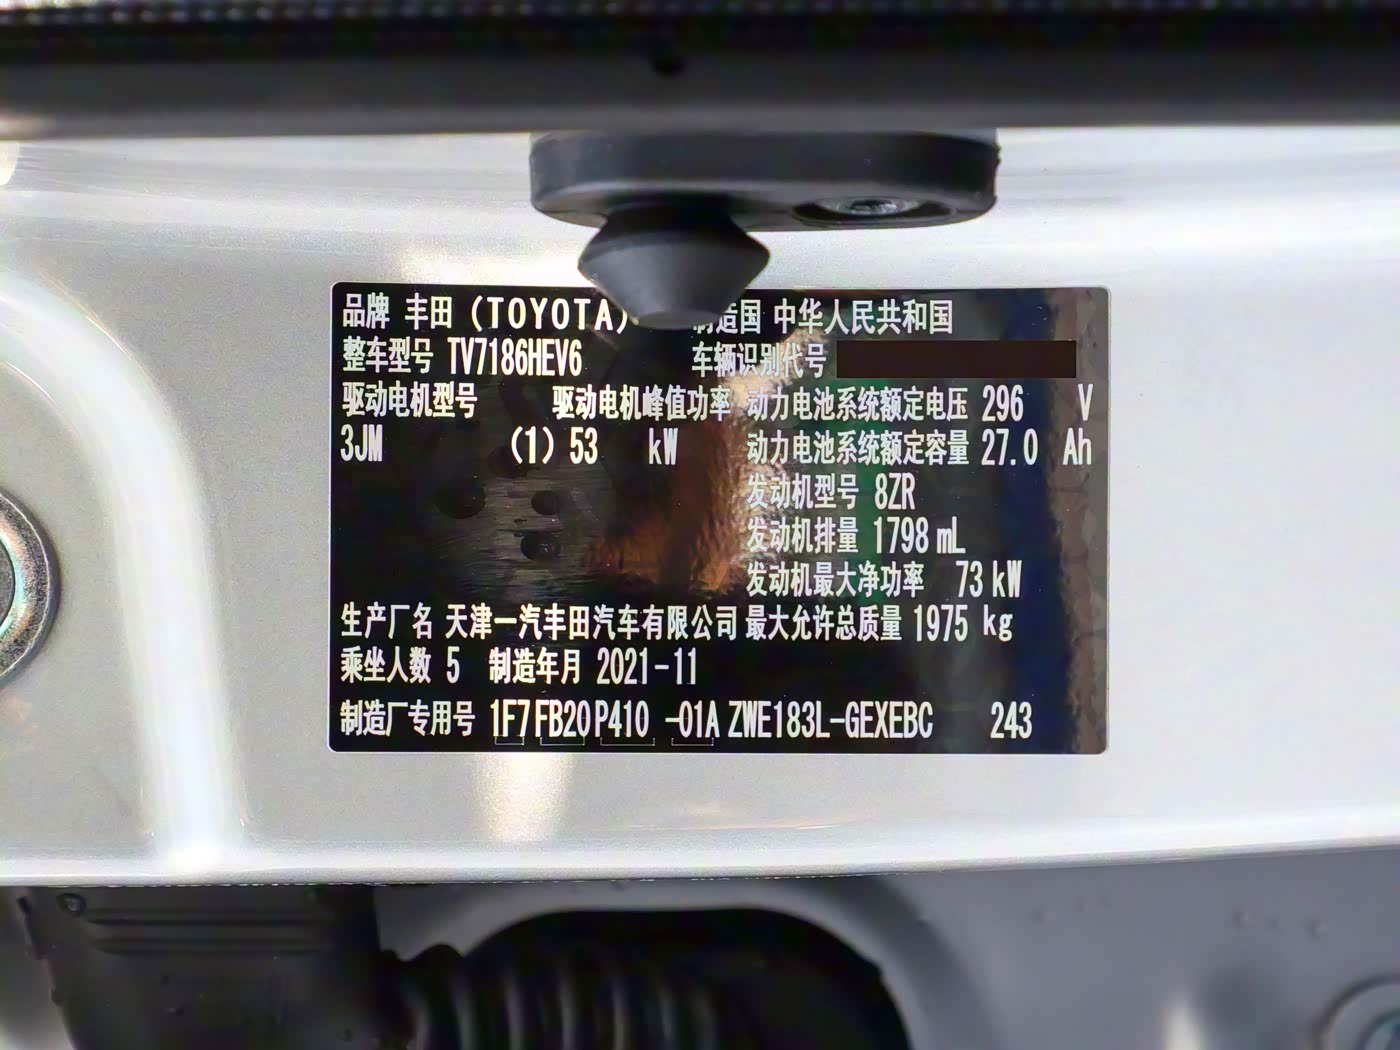 品牌 丰田 (TOYOTA) 制造国 中华人民共和国
整车型号 TV7186HEV6 车辆识别代号
驱动电机型号 驱动电机峰值功率 动力电池系统额定电压 296 V
3JM (1) 53 kW 动力电池系统额定容量 27.0 Ah
发动机型号 8ZR
发动机排量 1798 mL
发动机最大净功率 73 kW
生产厂名 天津一汽丰田汽车有限公司 最大允许总质量 1975 kg
乘坐人数 5 制造年月 2021-11
制造厂专用号 1F7 FB20 P410 -01A ZWE183L-GEXEBC 243